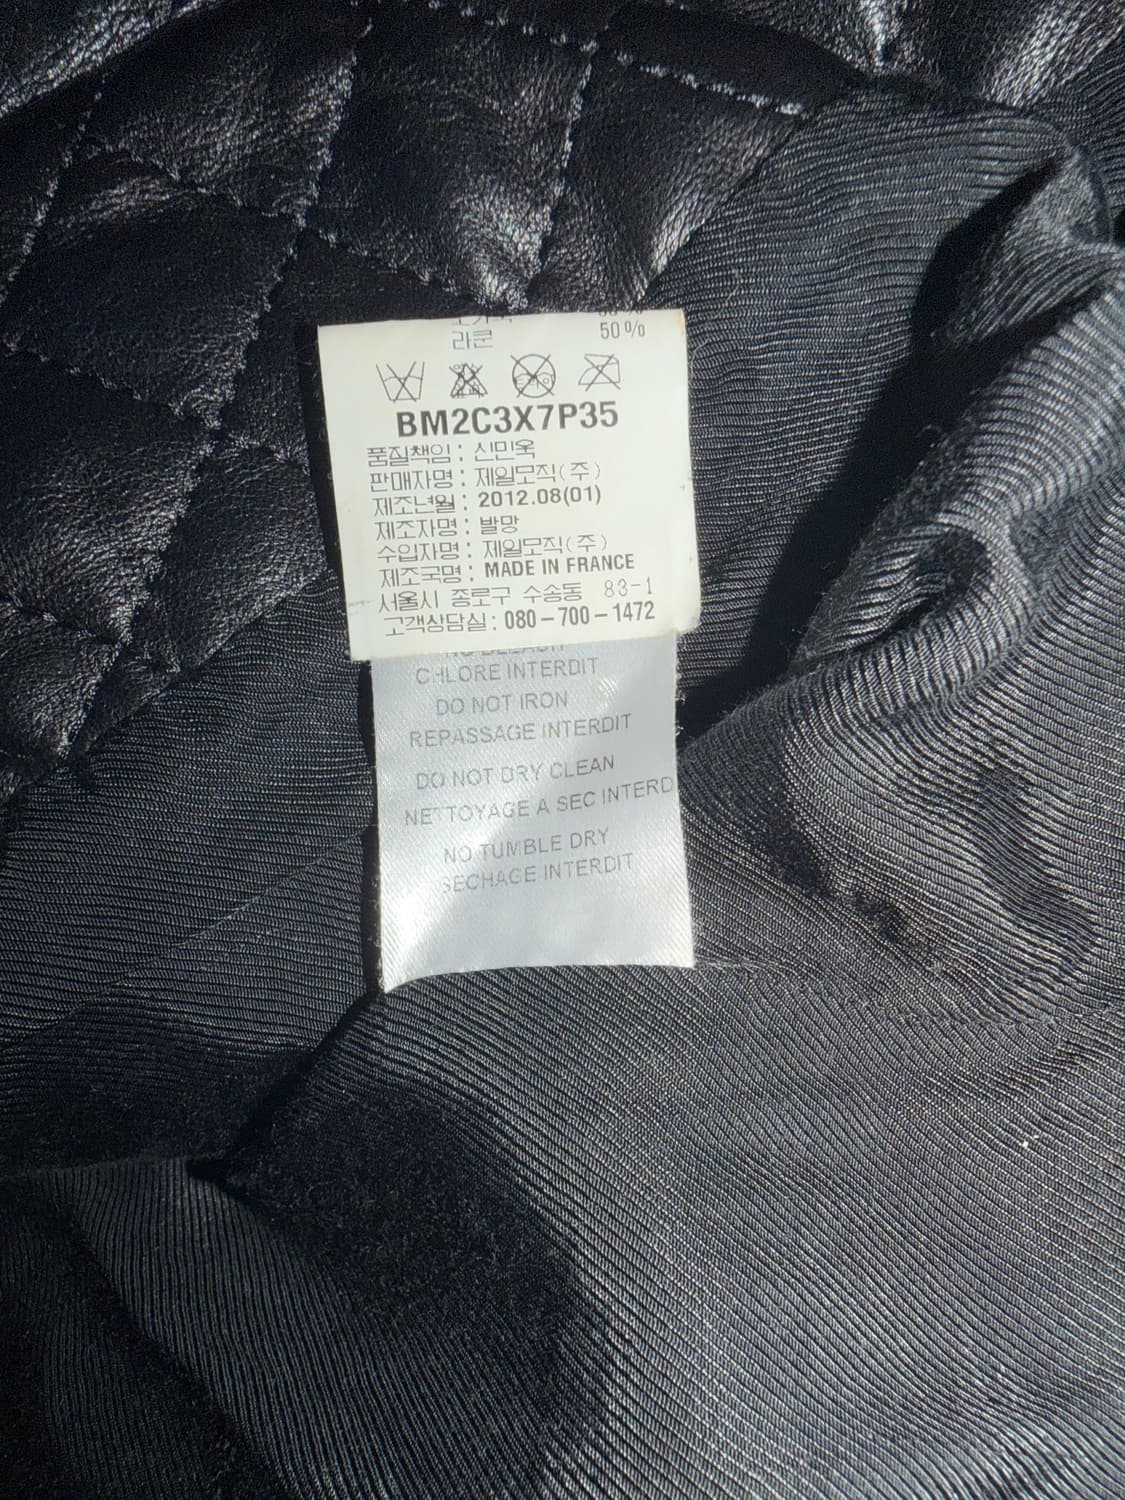 라쿤 50%
BM2C3X7P35
품질책임 : 신민욱
판매자명 : 제일모직(주)
제조년월 : 2012.08(01)
제조자명 : 발망
수입자명 : 제일모직(주)
제조국명 : MADE IN FRANCE
서울시 종로구 수송동 83-1
고객상담실 : 080-700-1472
NO BLEACH
CHLORE INTERDIT
DO NOT IRON
REPASSAGE INTERDIT
DO NOT DRY CLEAN
NETTOYAGE A SEC INTERD
NO TUMBLE DRY
SECHAGE INTERDIT